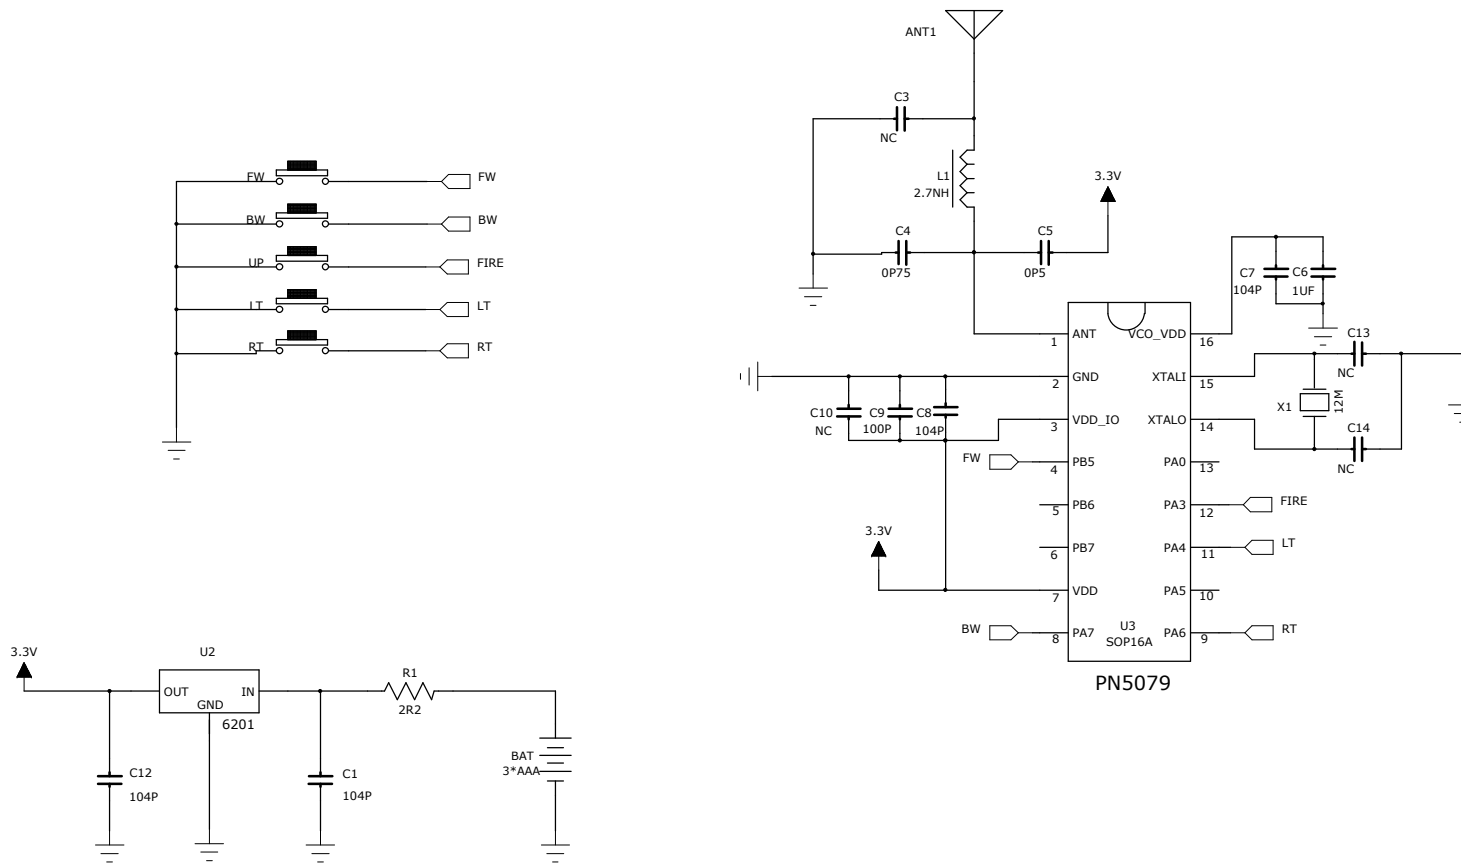 ANT1
C3
NC
L1
2.7NH
3.3V
C4
0P75
C5
0P5
FW
FW
BW
BW
UP
FIRE
LT
LT
RT
RT
C7
104P
C6
1UF
C13
NC
X1
12M
C14
NC
C10
NC
C9
100P
C8
104P
1
ANT
VCO_VDD
16
2
GND
XTALI
15
3
VDD_IO
XTALO
14
FW
4
PB5
PA0
13
5
PB6
PA3
12
FIRE
6
PB7
PA4
11
LT
3.3V
7
VDD
PA5
10
BW
8
PA7
PA6
9
RT
U3
SOP16A
PN5079
3.3V
U2
OUT
IN
GND
6201
R1
2R2
C12
104P
C1
104P
BAT
3*AAA